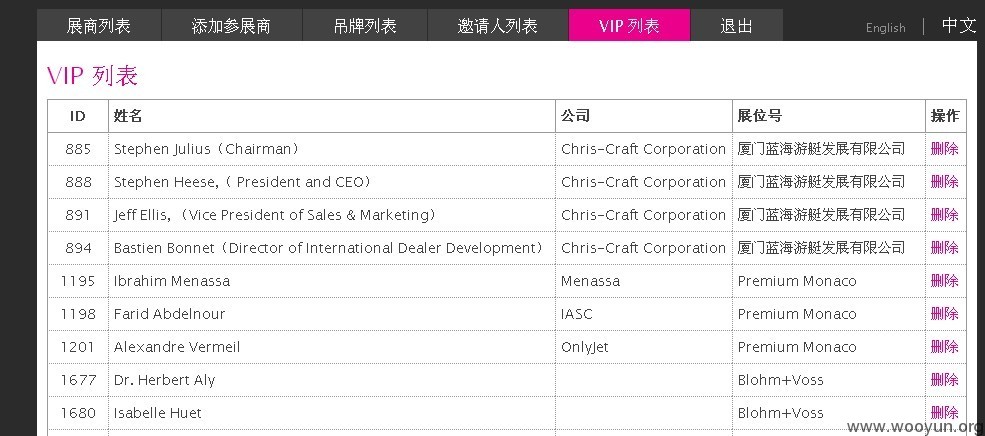 展商列表 添加参展商 吊牌列表 邀请人列表 VIP 列表 退出 English | 中文
VIP 列表
ID 姓名 公司 展位号 操作
885 Stephen Julius（Chairman） Chris-Craft Corporation 厦门蓝海游艇发展有限公司 删除
888 Stephen Heese,（ President and CEO） Chris-Craft Corporation 厦门蓝海游艇发展有限公司 删除
891 Jeff Ellis, （Vice President of Sales & Marketing） Chris-Craft Corporation 厦门蓝海游艇发展有限公司 删除
894 Bastien Bonnet（Director of International Dealer Development） Chris-Craft Corporation 厦门蓝海游艇发展有限公司 删除
1195 Ibrahim Menassa Menassa Premium Monaco 删除
1198 Farid Abdelnour IASC Premium Monaco 删除
1201 Alexandre Vermeil OnlyJet Premium Monaco 删除
1677 Dr. Herbert Aly Blohm+Voss 删除
1680 Isabelle Huet Blohm+Voss 删除
www.wooyun.org